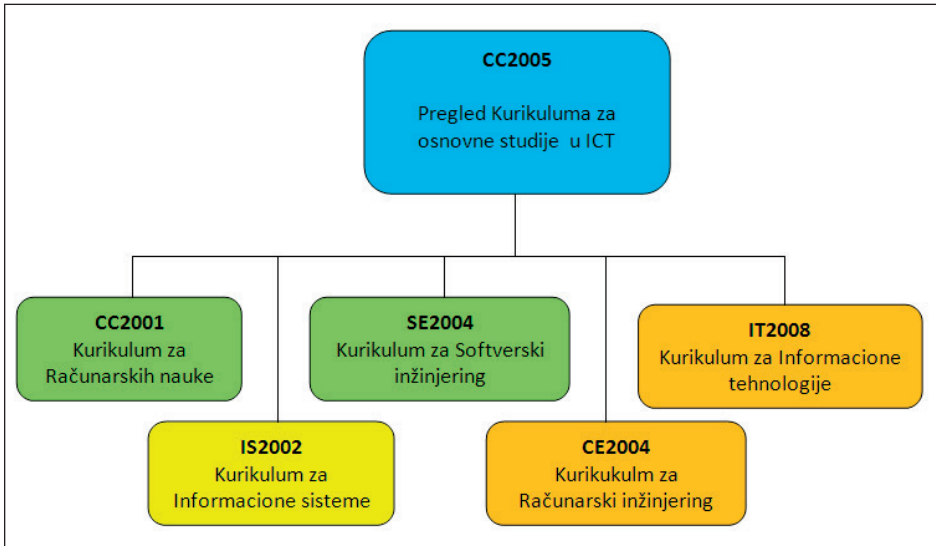 CC2005
Pregled Kurikuluma za
osnovne studije u ICT
CC2001
Kurikulum za
Računarskih nauke
SE2004
Kurikulum za Softverski
inžinjering
IT2008
Kurikulum za Informacione
tehnologije
IS2002
Kurikulum za
Informacione sisteme
CE2004
Kurikukulm za
Računarski inžinjering